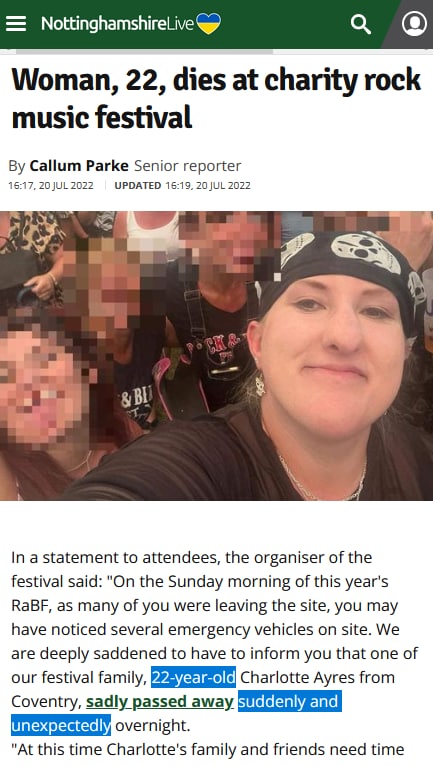 NottinghamshireLive
Woman, 22, dies at charity rock
music festival
By Callum Parke Senior reporter
16:17, 20 JUL 2022 UPDATED 16:19, 20 JUL 2022
& BI
In a statement to attendees, the organiser of the
festival said: "On the Sunday morning of this year's
RaBF, as many of you were leaving the site, you may
have noticed several emergency vehicles on site. We
are deeply saddened to have to inform you that one of
our festival family, 22-year-old Charlotte Ayres from
Coventry, sadly passed away suddenly and
unexpectedly overnight.
"At this time Charlotte's family and friends need time